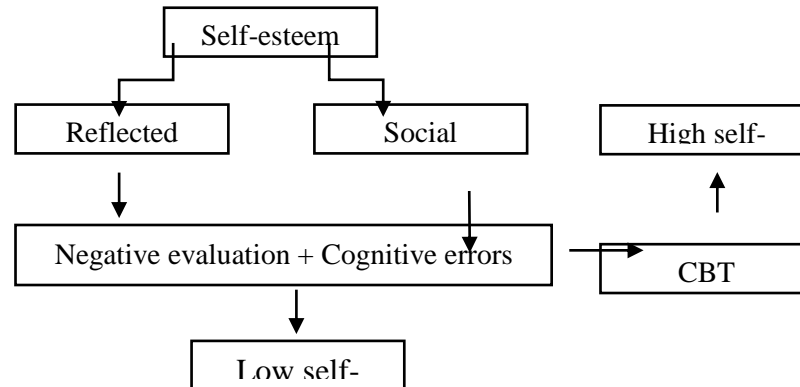 Self-esteem
Reflected
Social
High self-
Negative evaluation + Cognitive errors
CBT
Low self-